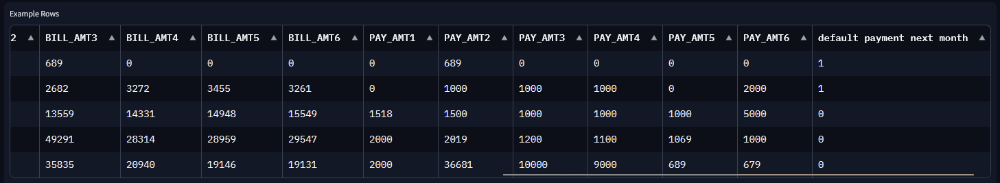 Example Rows
2 BILL_AMT3 BILL_AMT4 BILL_AMT5 BILL_AMT6 PAY_AMT1 PAY_AMT2 PAY_AMT3 PAY_AMT4 PAY_AMT5 PAY_AMT6 default payment next month
689 0 0 0 0 689 0 0 0 0 1
2682 3272 3455 3261 0 1000 1000 1000 0 2000 1
13559 14331 14948 15549 1518 1500 1000 1000 1000 5000 0
49291 28314 28959 29547 2000 2019 1200 1100 1069 1000 0
35835 20940 19146 19131 2000 36681 10000 9000 689 679 0